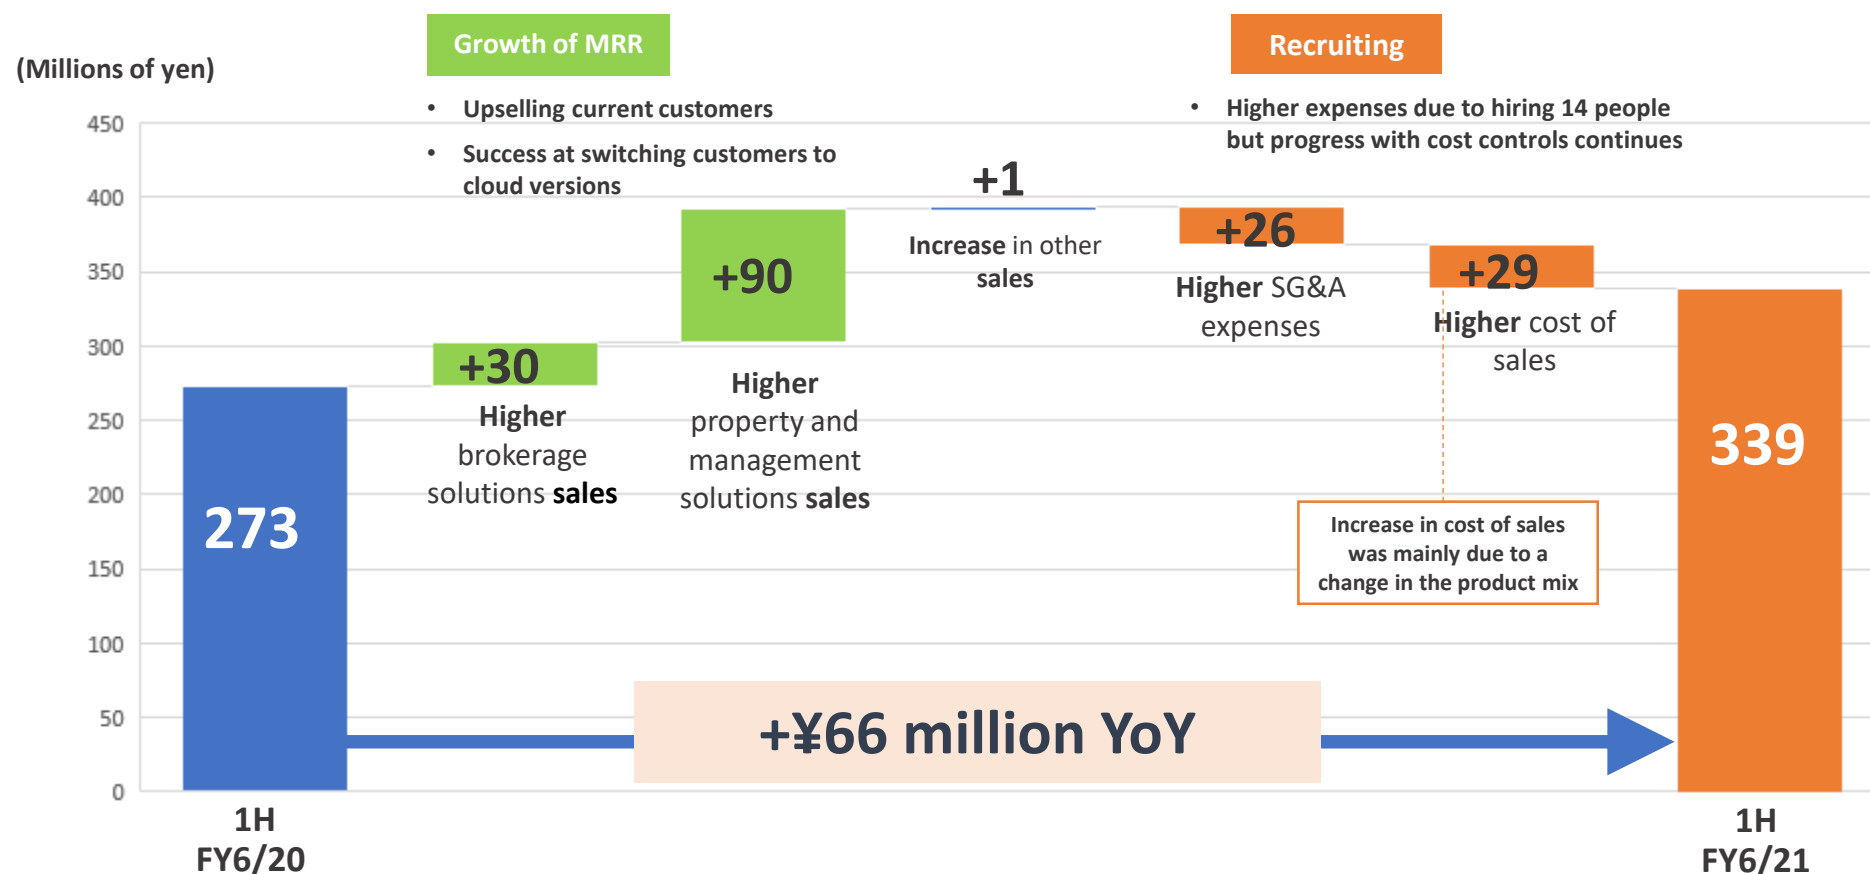 Growth of MRR
Recruiting
(Millions of yen)
• Upselling current customers
• Success at switching customers to
cloud versions
• Higher expenses due to hiring 14 people
but progress with cost controls continues
450
400
350
300
250
200
150
100
50
0
273
+30
Higher
brokerage
solutions sales
+90
Higher
property and
management
solutions sales
+1
Increase in other
sales
+26
Higher SG&A
expenses
+29
Higher cost of
sales
Increase in cost of sales
was mainly due to a
change in the product mix
339
+¥66 million YoY
1H
FY6/20
1H
FY6/21